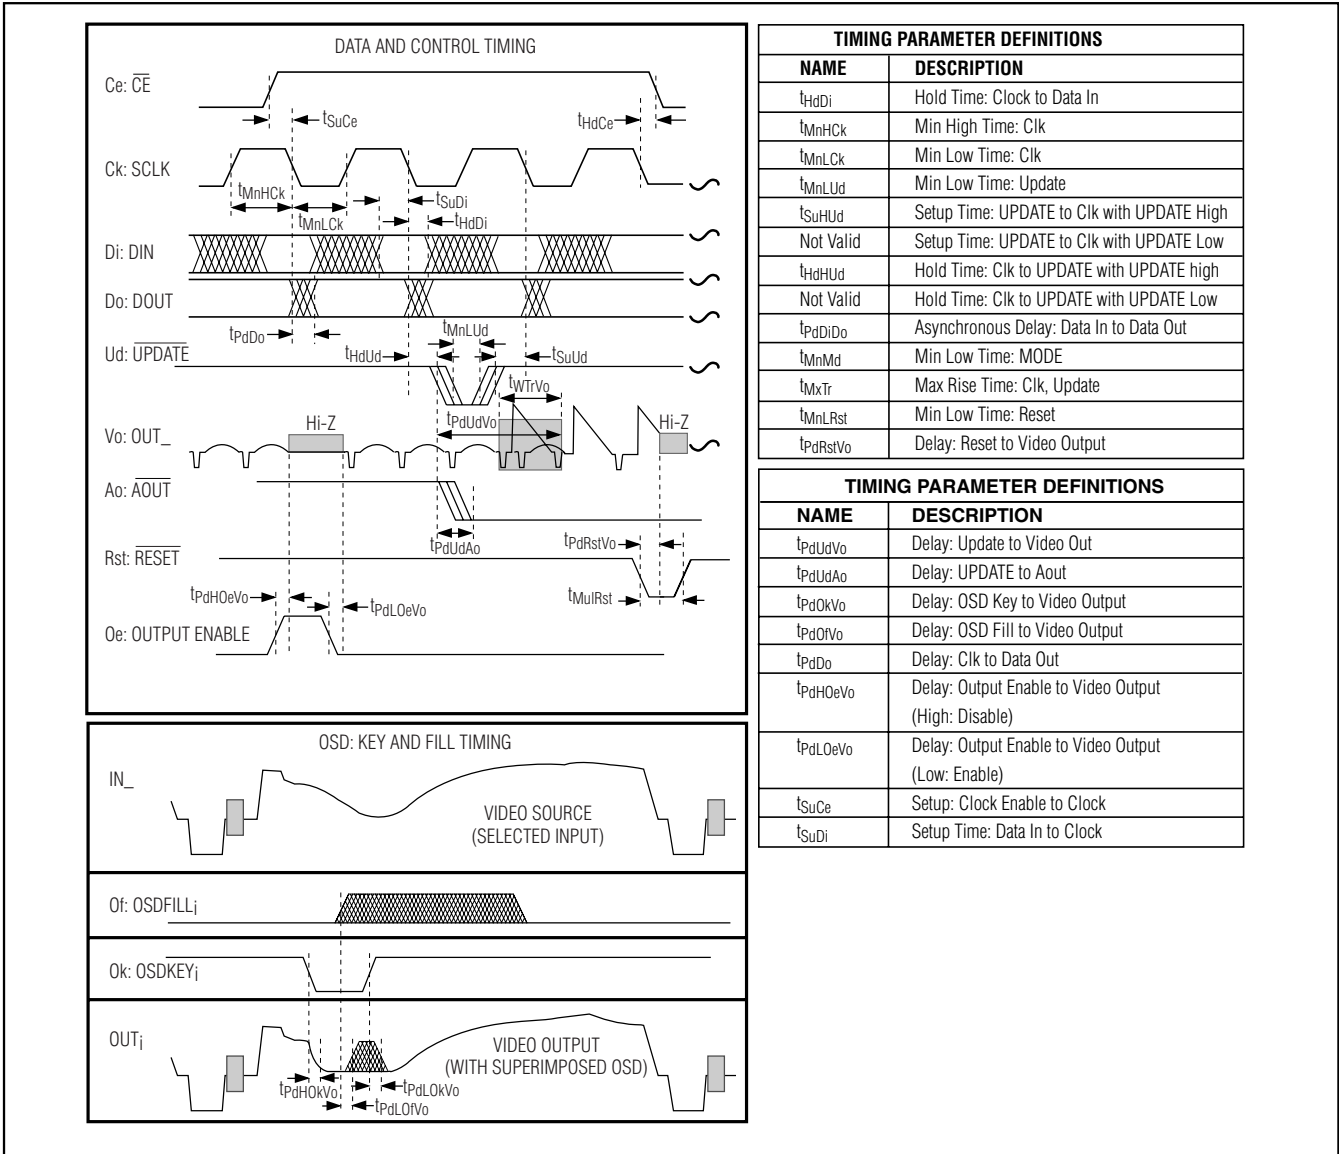 DATA AND CONTROL TIMING
Ce: CE
tSuCe
tHdCe
Ck: SCLK
tMnHCk
tMnLCk
tSuDi
tHdDi
Di: DIN
Do: DOUT
tPdDo
tMnLUd
Ud: UPDATE
tHdUd
tSuUd
tWTrVo
tPdUdVo
Vo: OUT_
Hi-Z
Hi-Z
Ao: AOUT
tPdUdAo
tPdRstVo
Rst: RESET
tMulRst
tPdHOeVo
tPdLOeVo
Oe: OUTPUT ENABLE
OSD: KEY AND FILL TIMING
IN_
VIDEO SOURCE
(SELECTED INPUT)
Of: OSDFILLi
Ok: OSDKEYi
OUTi
VIDEO OUTPUT
(WITH SUPERIMPOSED OSD)
tPdHOkVo
tPdLOkVo
tPdLOfVo
TIMING PARAMETER DEFINITIONS
NAME DESCRIPTION
tHdDi Hold Time: Clock to Data In
tMnHCk Min High Time: Clk
tMnLCk Min Low Time: Clk
tMnLUd Min Low Time: Update
tSuHUd Setup Time: UPDATE to Clk with UPDATE High
Not Valid Setup Time: UPDATE to Clk with UPDATE Low
tHdHUd Hold Time: Clk to UPDATE with UPDATE high
Not Valid Hold Time: Clk to UPDATE with UPDATE Low
tPdDiDo Asynchronous Delay: Data In to Data Out
tMnMd Min Low Time: MODE
tMxTr Max Rise Time: Clk, Update
tMnLRst Min Low Time: Reset
tPdRstVo Delay: Reset to Video Output
TIMING PARAMETER DEFINITIONS
NAME DESCRIPTION
tPdUdVo Delay: Update to Video Out
tPdUdAo Delay: UPDATE to Aout
tPdOkVo Delay: OSD Key to Video Output
tPdOfVo Delay: OSD Fill to Video Output
tPdDo Delay: Clk to Data Out
tPdHOeVo Delay: Output Enable to Video Output
(High: Disable)
tPdLOeVo Delay: Output Enable to Video Output
(Low: Enable)
tSuCe Setup: Clock Enable to Clock
tSuDi Setup Time: Data In to Clock